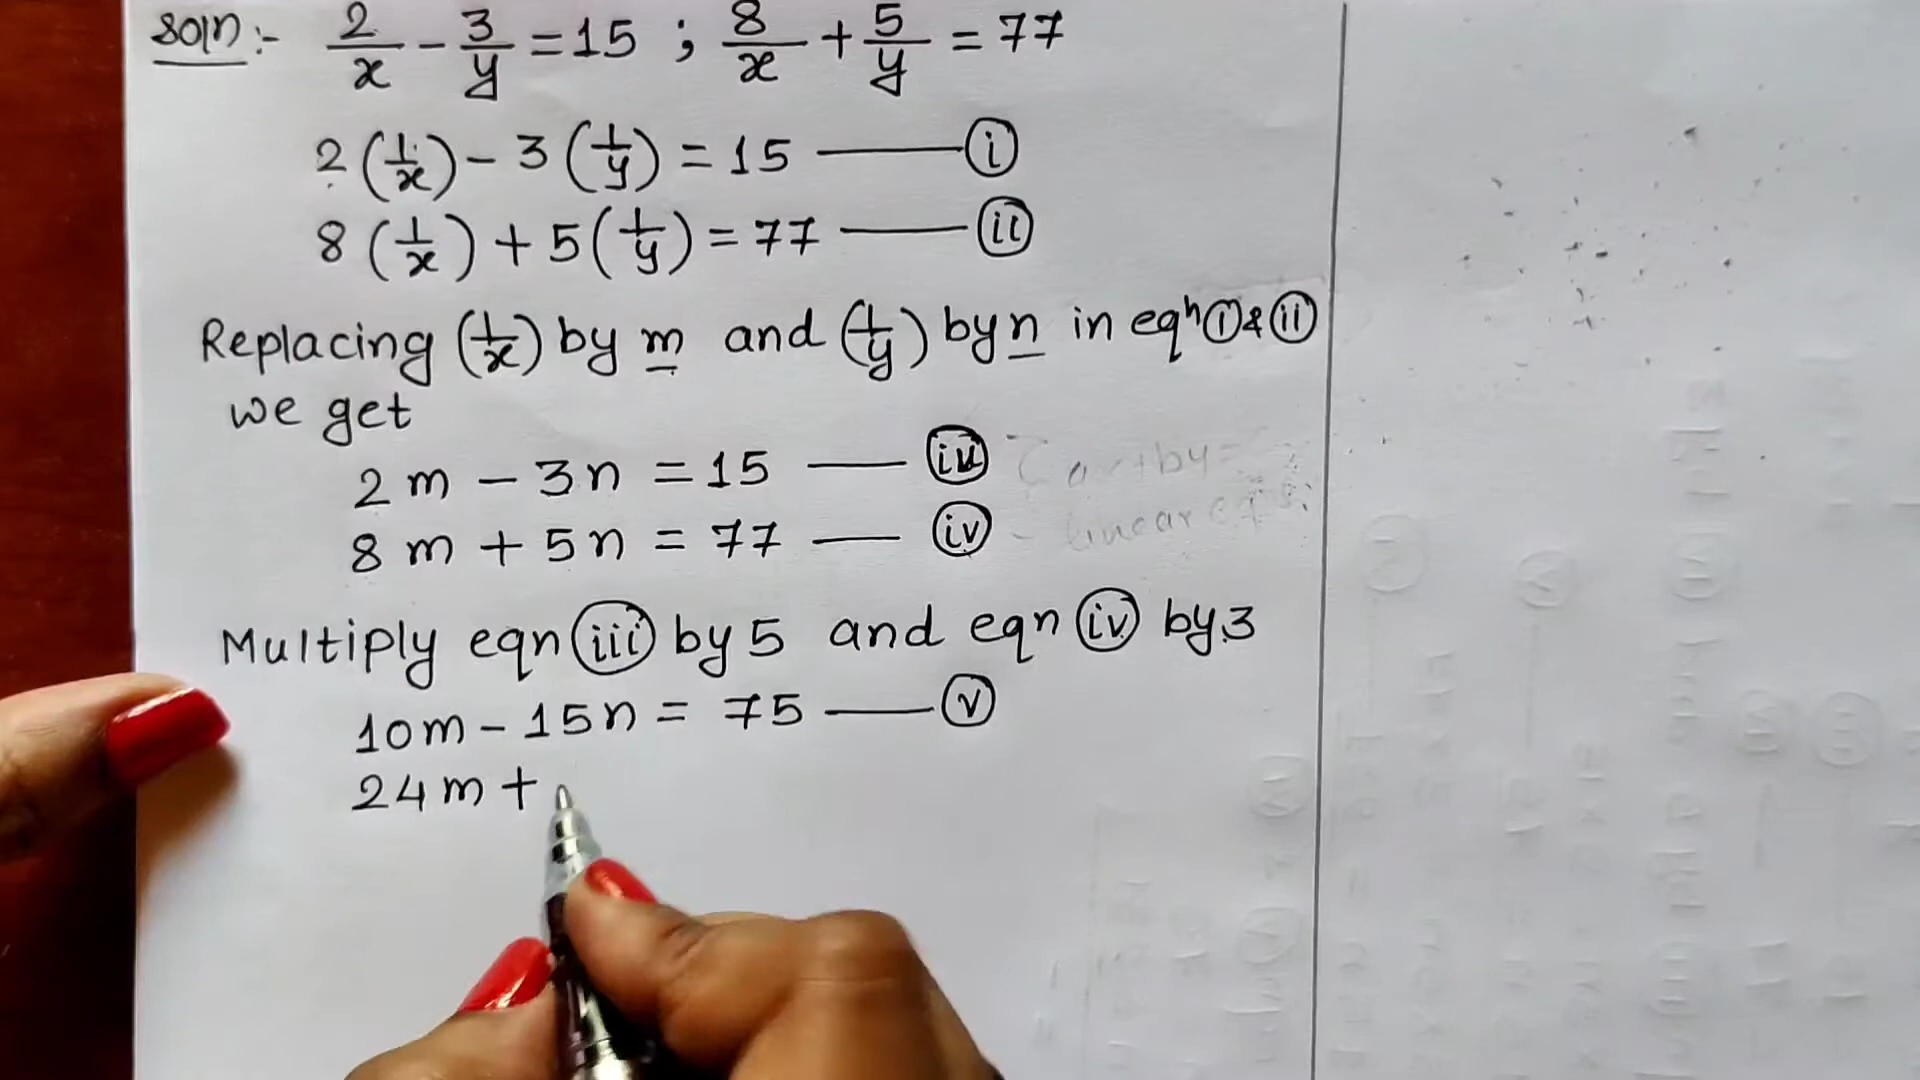 soln:- 2/x - 3/y = 15 ; 8/x + 5/y = 77
2(1/x) - 3(1/y) = 15 —— (i)
8(1/x) + 5(1/y) = 77 —— (ii)
Replacing (1/x) by m and (1/y) by n in eqn (i) & (ii)
we get
2m - 3n = 15 —— (iii)
8m + 5n = 77 —— (iv)
Multiply eqn (iii) by 5 and eqn (iv) by 3
10m - 15n = 75 —— (v)
24m +